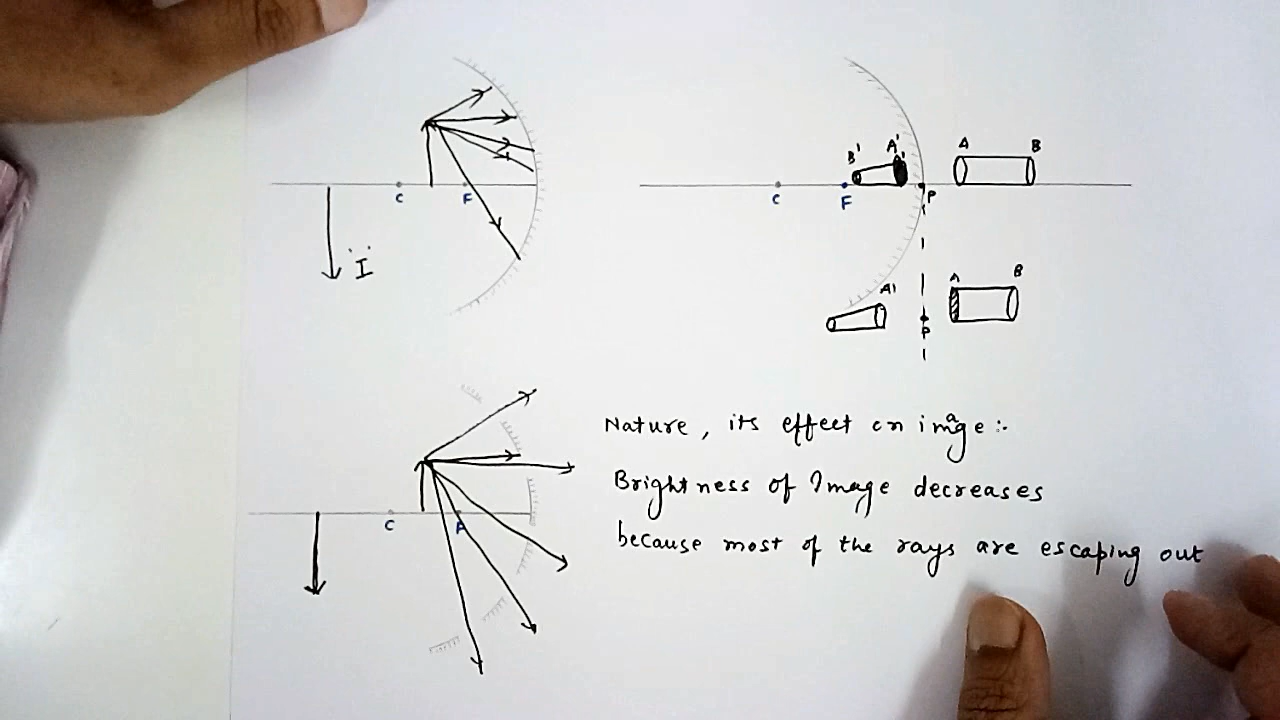 C F
I
B' A' A B
C F P
A' A B
P
C F
Nature, its effect on image:-
Brightness of Image decreases
because most of the rays are escaping out